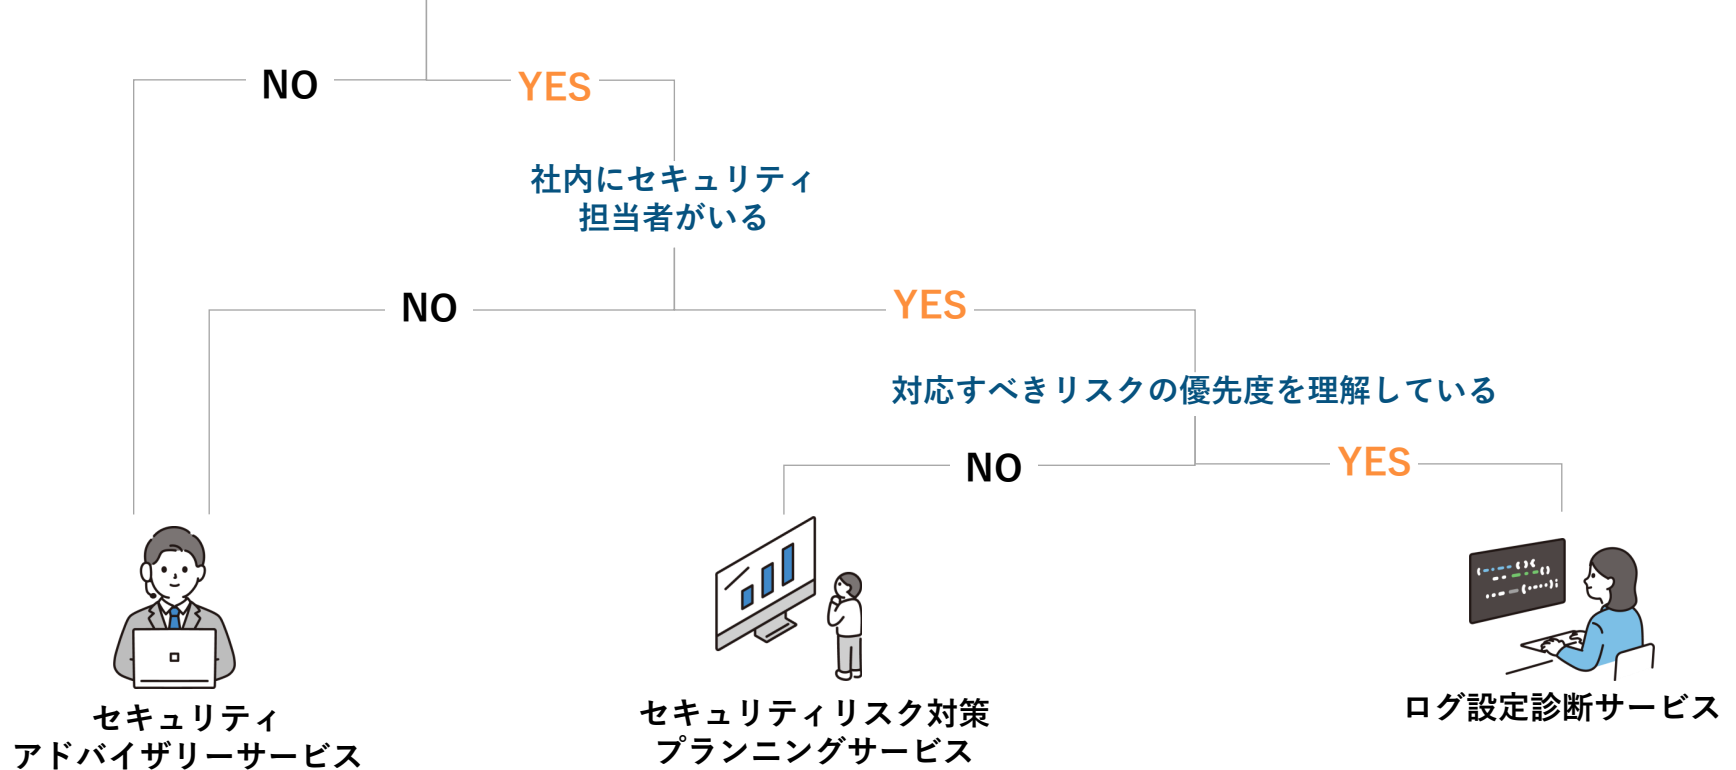 NO
YES
社内にセキュリティ
担当者がいる
NO
YES
対応すべきリスクの優先度を理解している
NO
YES
セキュリティ
アドバイザリーサービス
セキュリティリスク対策
プランニングサービス
ログ設定診断サービス